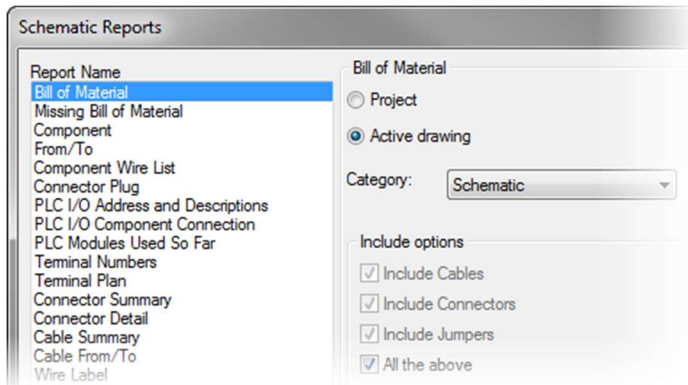 Schematic Reports
Report Name
Bill of Material
Missing Bill of Material
Component
From/To
Component Wire List
Connector Plug
PLC I/O Address and Descriptions
PLC I/O Component Connection
PLC Modules Used So Far
Terminal Numbers
Terminal Plan
Connector Summary
Connector Detail
Cable Summary
Cable From/To
Wire Label
Bill of Material
Project
Active drawing
Category: Schematic
Include options
Include Cables
Include Connectors
Include Jumpers
All the above